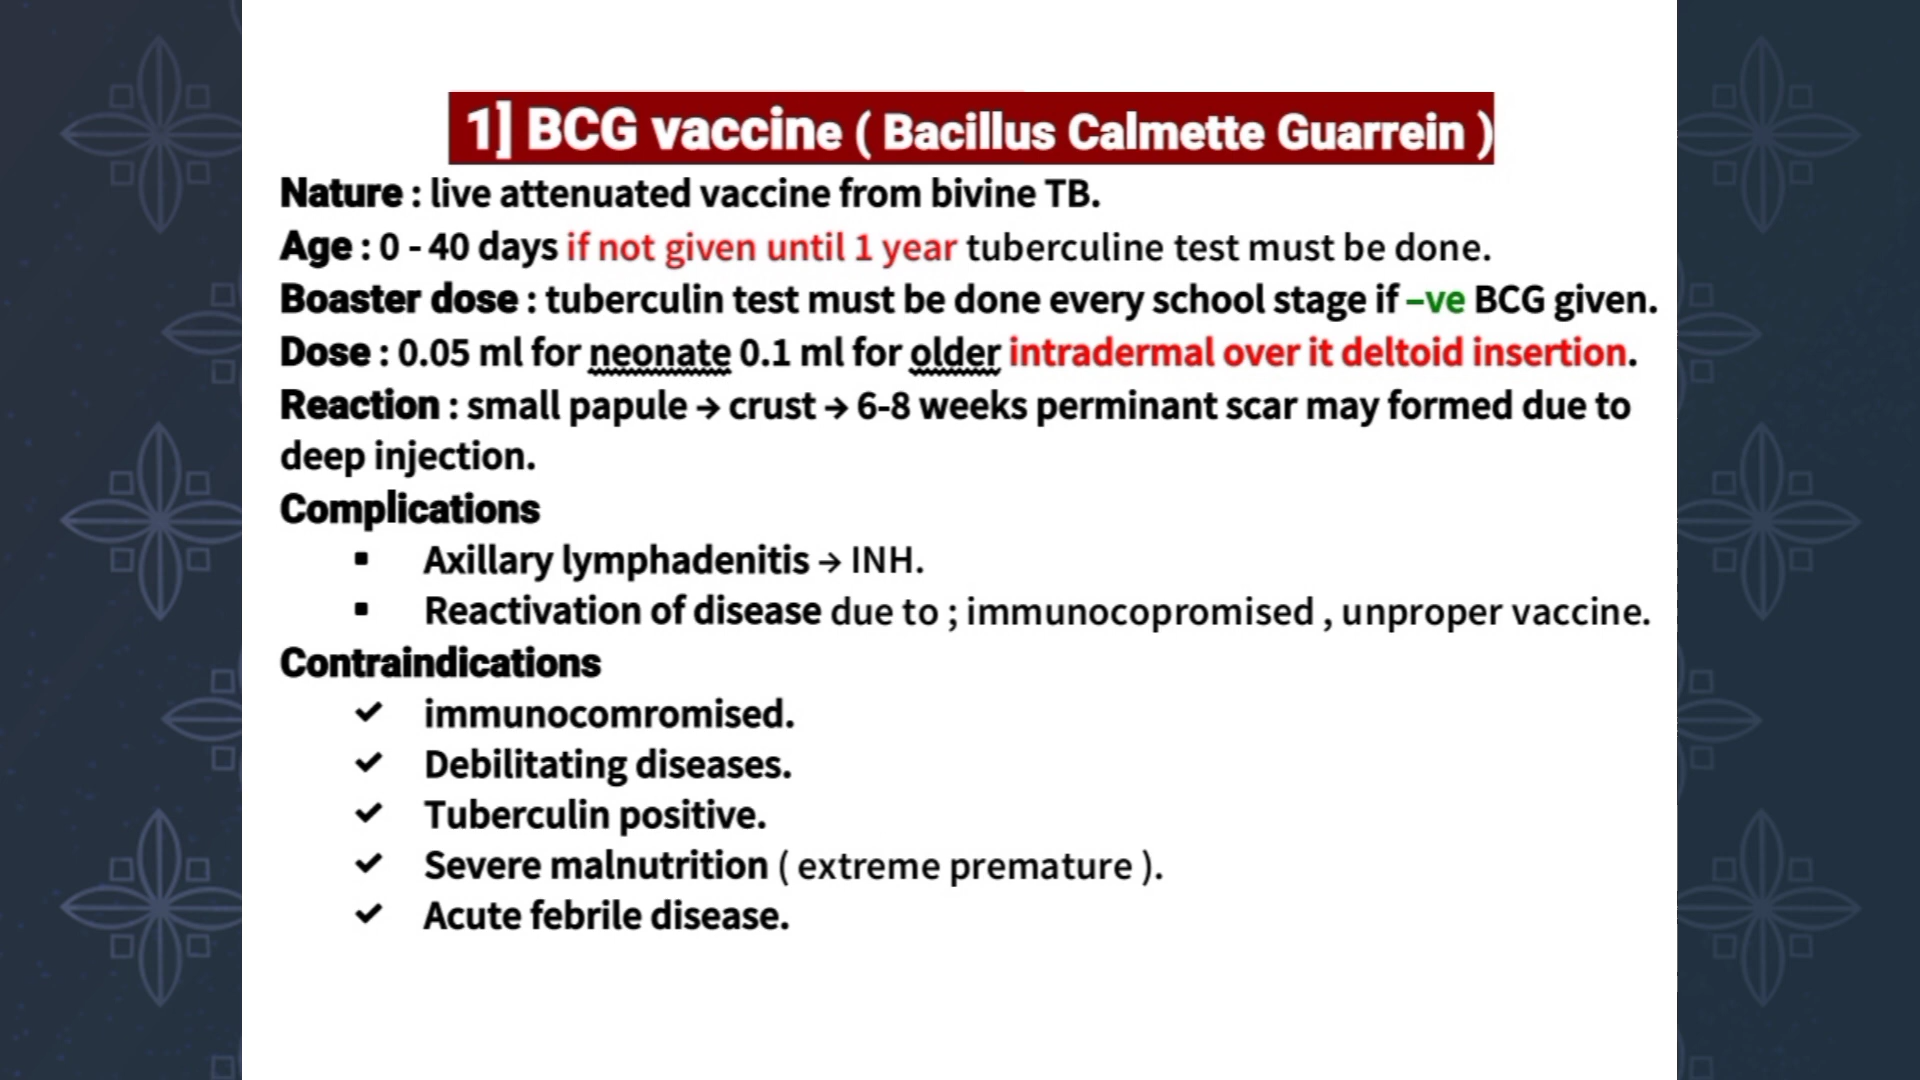 1] BCG vaccine ( Bacillus Calmette Guarrein )
Nature : live attenuated vaccine from bivine TB.
Age : 0 - 40 days if not given until 1 year tuberculine test must be done.
Boaster dose : tuberculin test must be done every school stage if –ve BCG given.
Dose : 0.05 ml for neonate 0.1 ml for older intradermal over it deltoid insertion.
Reaction : small papule → crust → 6-8 weeks perminant scar may formed due to
deep injection.
Complications
▪ Axillary lymphadenitis → INH.
▪ Reactivation of disease due to ; immunocopromised , unproper vaccine.
Contraindications
✔ immunocomromised.
✔ Debilitating diseases.
✔ Tuberculin positive.
✔ Severe malnutrition ( extreme premature ).
✔ Acute febrile disease.